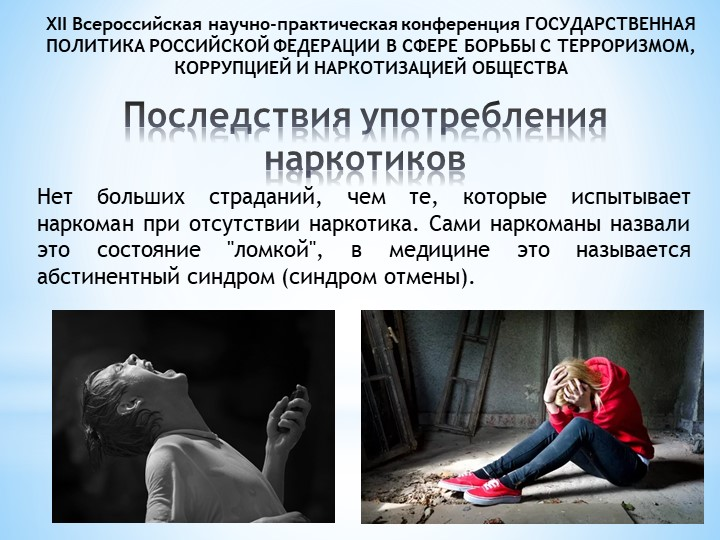 XII Всероссийская научно-практическая конференция ГОСУДАРСТВЕННАЯ
ПОЛИТИКА РОССИЙСКОЙ ФЕДЕРАЦИИ В СФЕРЕ БОРЬБЫ С ТЕРРОРИЗМОМ,
КОРРУПЦИЕЙ И НАРКОТИЗАЦИЕЙ ОБЩЕСТВА
Последствия употребления
наркотиков
Нет больших страданий, чем те, которые испытывает
наркоман при отсутствии наркотика. Сами наркоманы назвали
это состояние "ломкой", в медицине это называется
абстинентный синдром (синдром отмены).